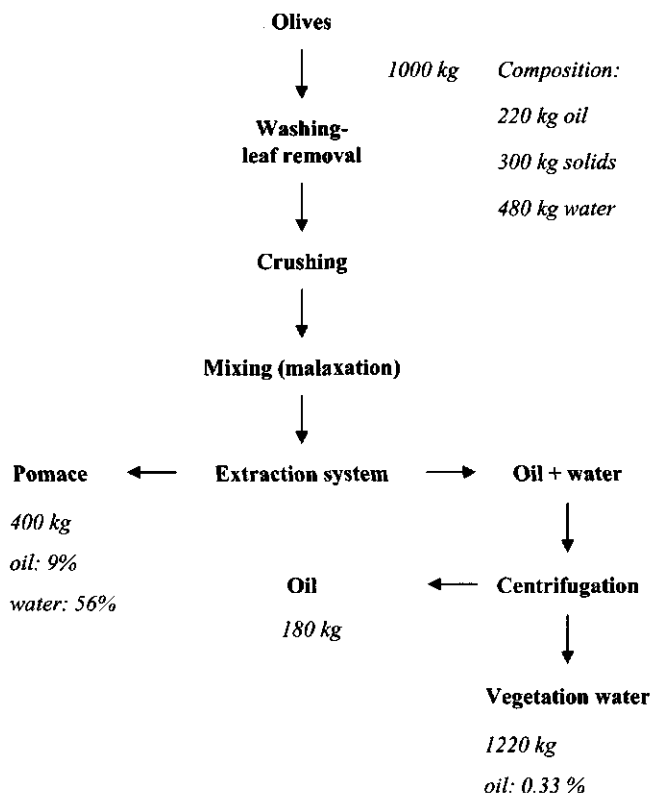 Olives
1000 kg Composition:
220 kg oil
300 kg solids
480 kg water
Washing-
leaf removal
Crushing
Mixing (malaxation)
Pomace Extraction system Oil + water
400 kg
oil: 9%
water: 56%
Oil Centrifugation
180 kg
Vegetation water
1220 kg
oil: 0.33 %